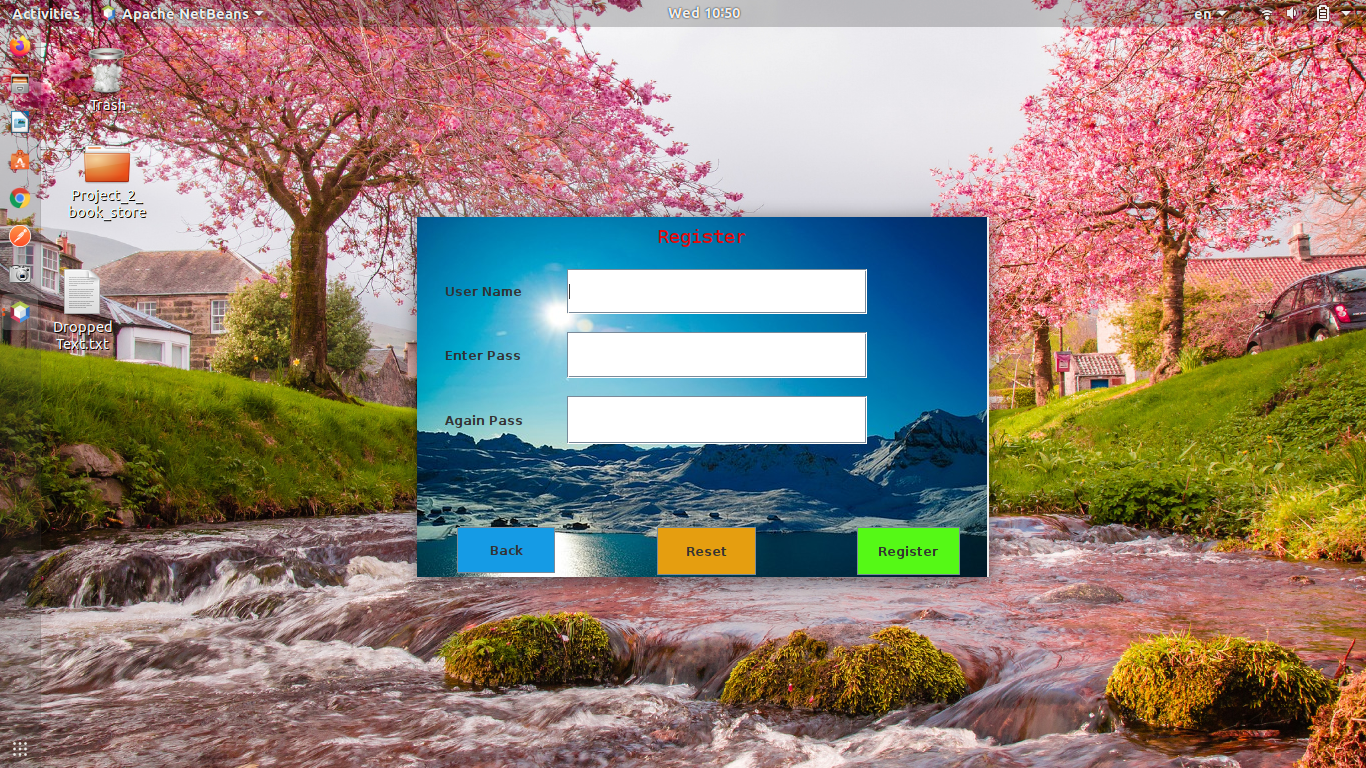 Activities
Apache NetBeans
Wed 10:50
en
Trash
Project_2_
book_store
Dropped
Text.txt
Register
User Name
Enter Pass
Again Pass
Back
Reset
Register